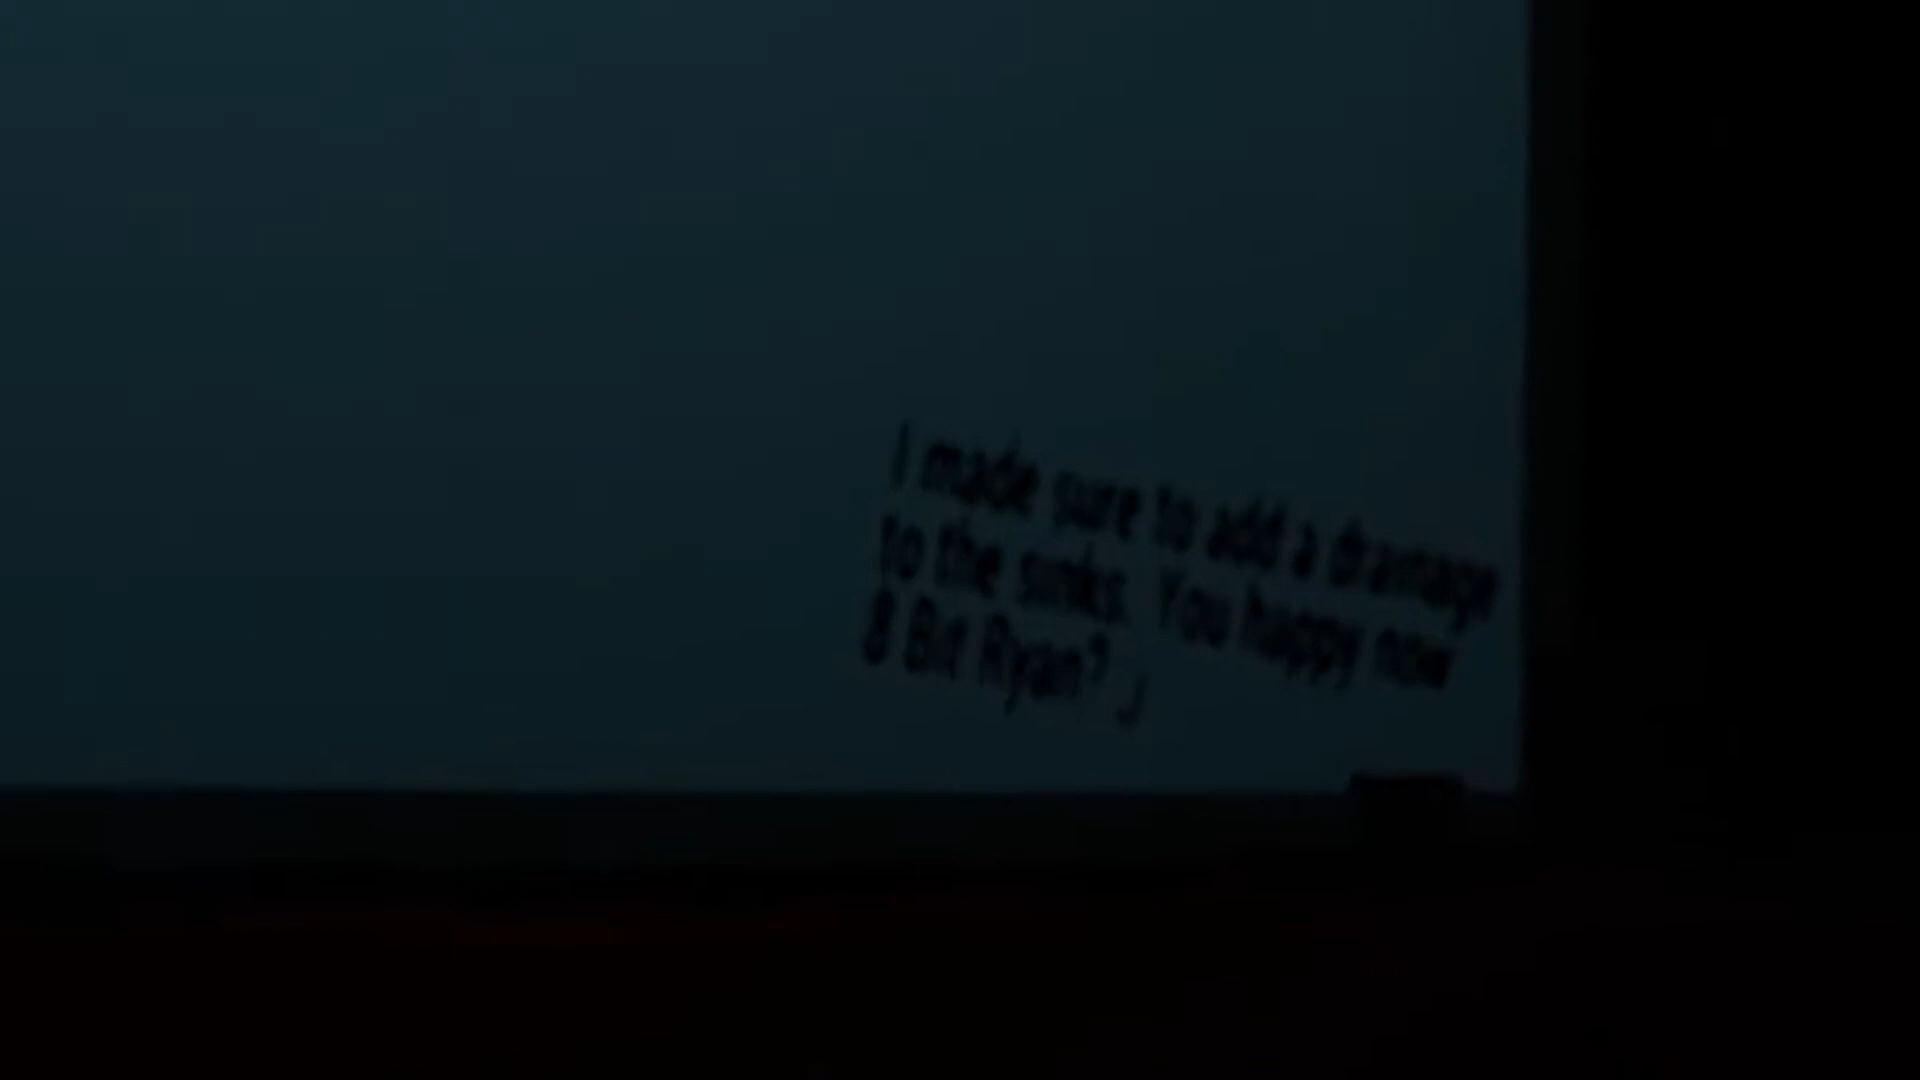 I made sure to add a drainage
to the sinks. You happy now
8 Bit Ryan? J